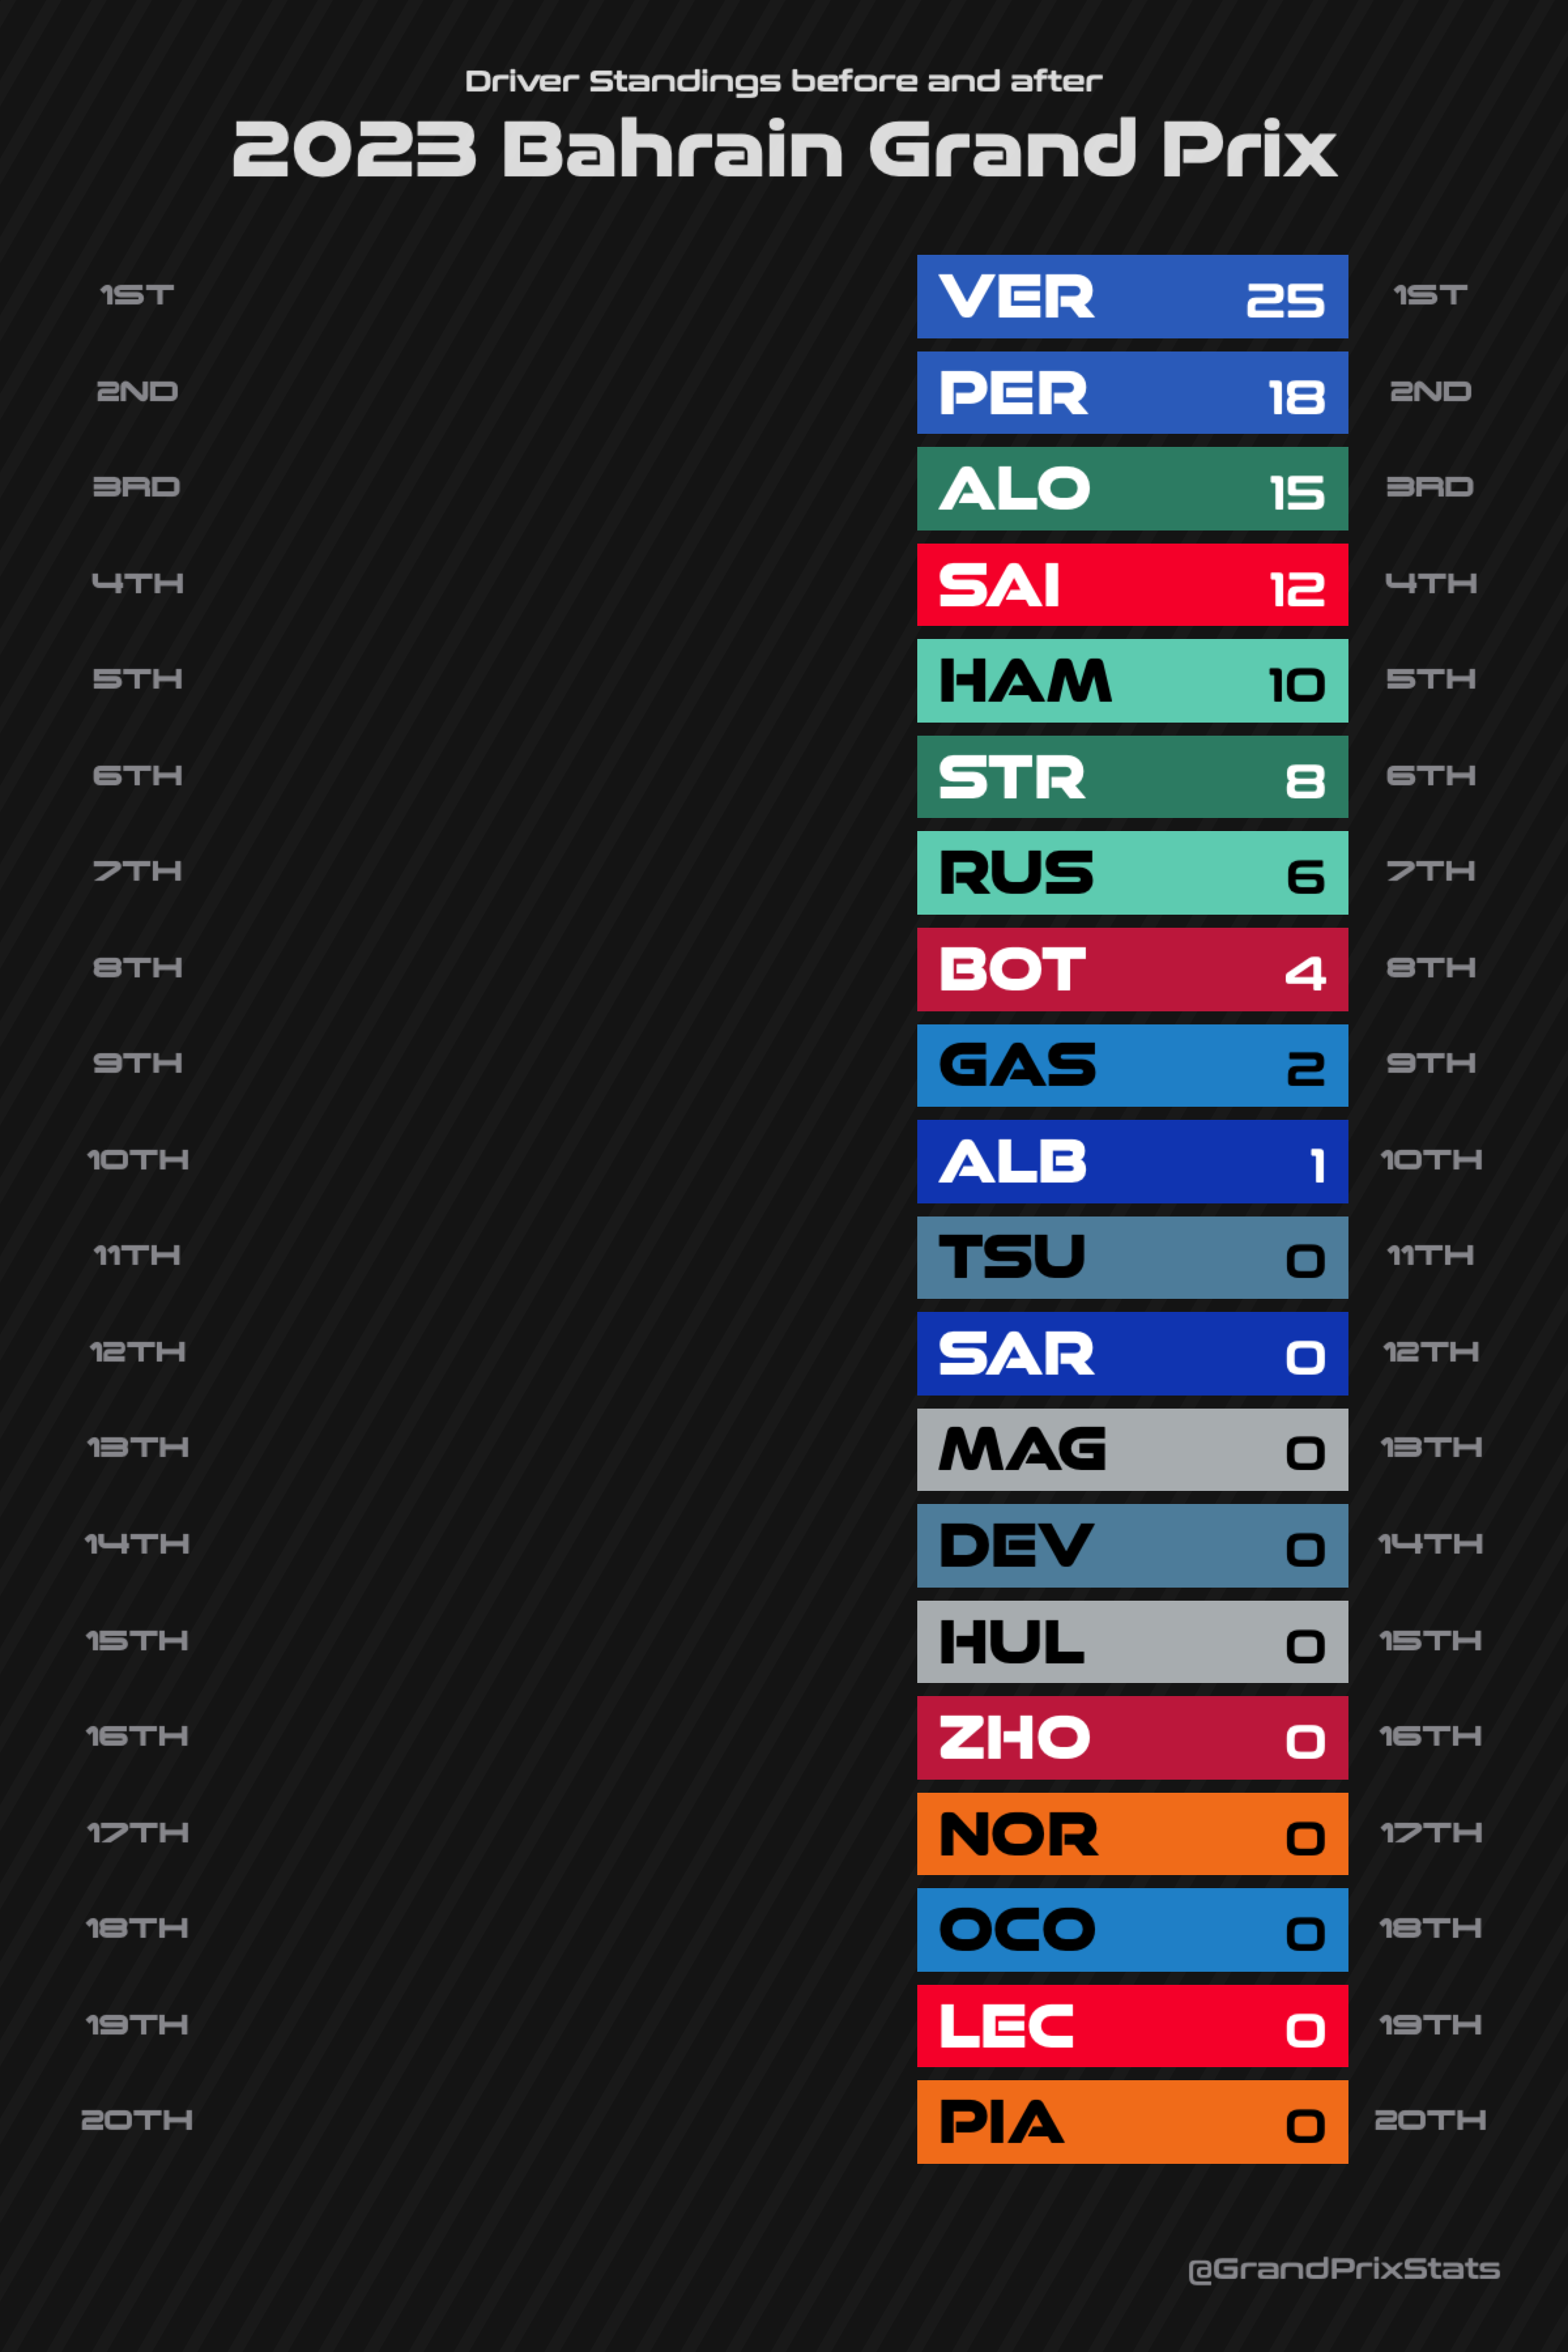 Driver Standings before and after
2023 Bahrain Grand Prix
1ST VER 25 1ST
2ND PER 18 2ND
3RD ALO 15 3RD
4TH SAI 12 4TH
5TH HAM 10 5TH
6TH STR 8 6TH
7TH RUS 6 7TH
8TH BOT 4 8TH
9TH GAS 2 9TH
10TH ALB 1 10TH
11TH TSU 0 11TH
12TH SAR 0 12TH
13TH MAG 0 13TH
14TH DEV 0 14TH
15TH HUL 0 15TH
16TH ZHO 0 16TH
17TH NOR 0 17TH
18TH OCO 0 18TH
19TH LEC 0 19TH
20TH PIA 0 20TH
@GrandPrixStats